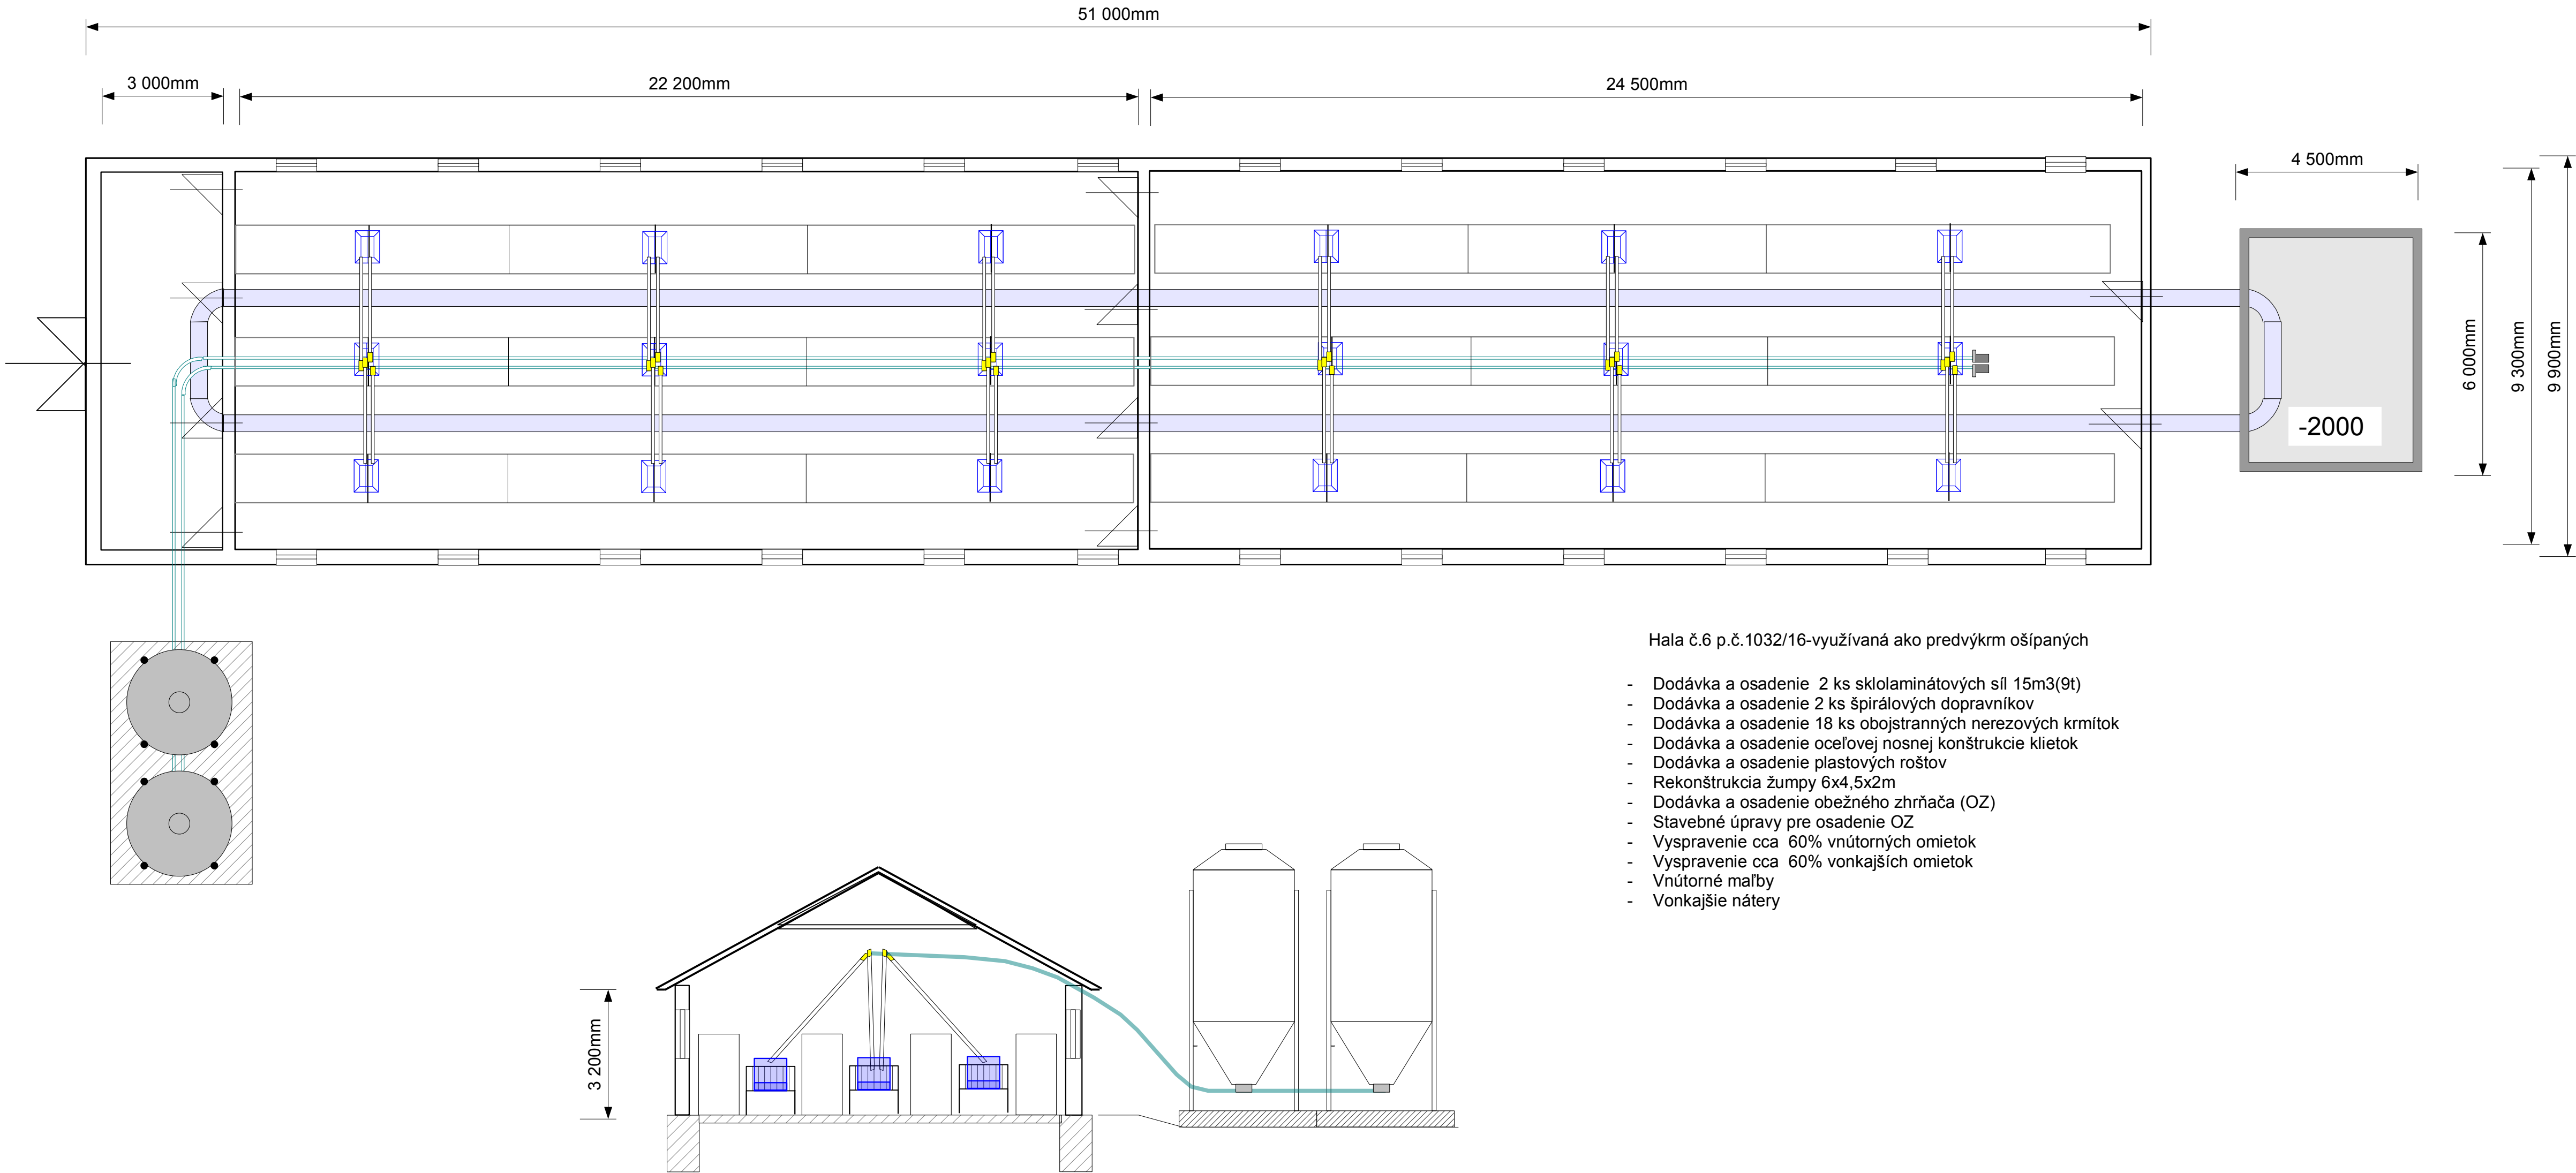 51 000mm
3 000mm
22 200mm
24 500mm
4 500mm
6 000mm
9 300mm
9 900mm
-2000
Hala č.6 p.č.1032/16-využívaná ako predvýkrm ošípaných
- Dodávka a osadenie 2 ks sklolaminátových síl 15m3(9t)
- Dodávka a osadenie 2 ks špirálových dopravníkov
- Dodávka a osadenie 18 ks obojstranných nerezových krmítok
- Dodávka a osadenie oceľovej nosnej konštrukcie klietok
- Dodávka a osadenie plastových roštov
- Rekonštrukcia žumpy 6x4,5x2m
- Dodávka a osadenie obežného zhrňača (OZ)
- Stavebné úpravy pre osadenie OZ
- Vyspravenie cca 60% vnútorných omietok
- Vyspravenie cca 60% vonkajších omietok
- Vnútorné maľby
- Vonkajšie nátery
3 200mm